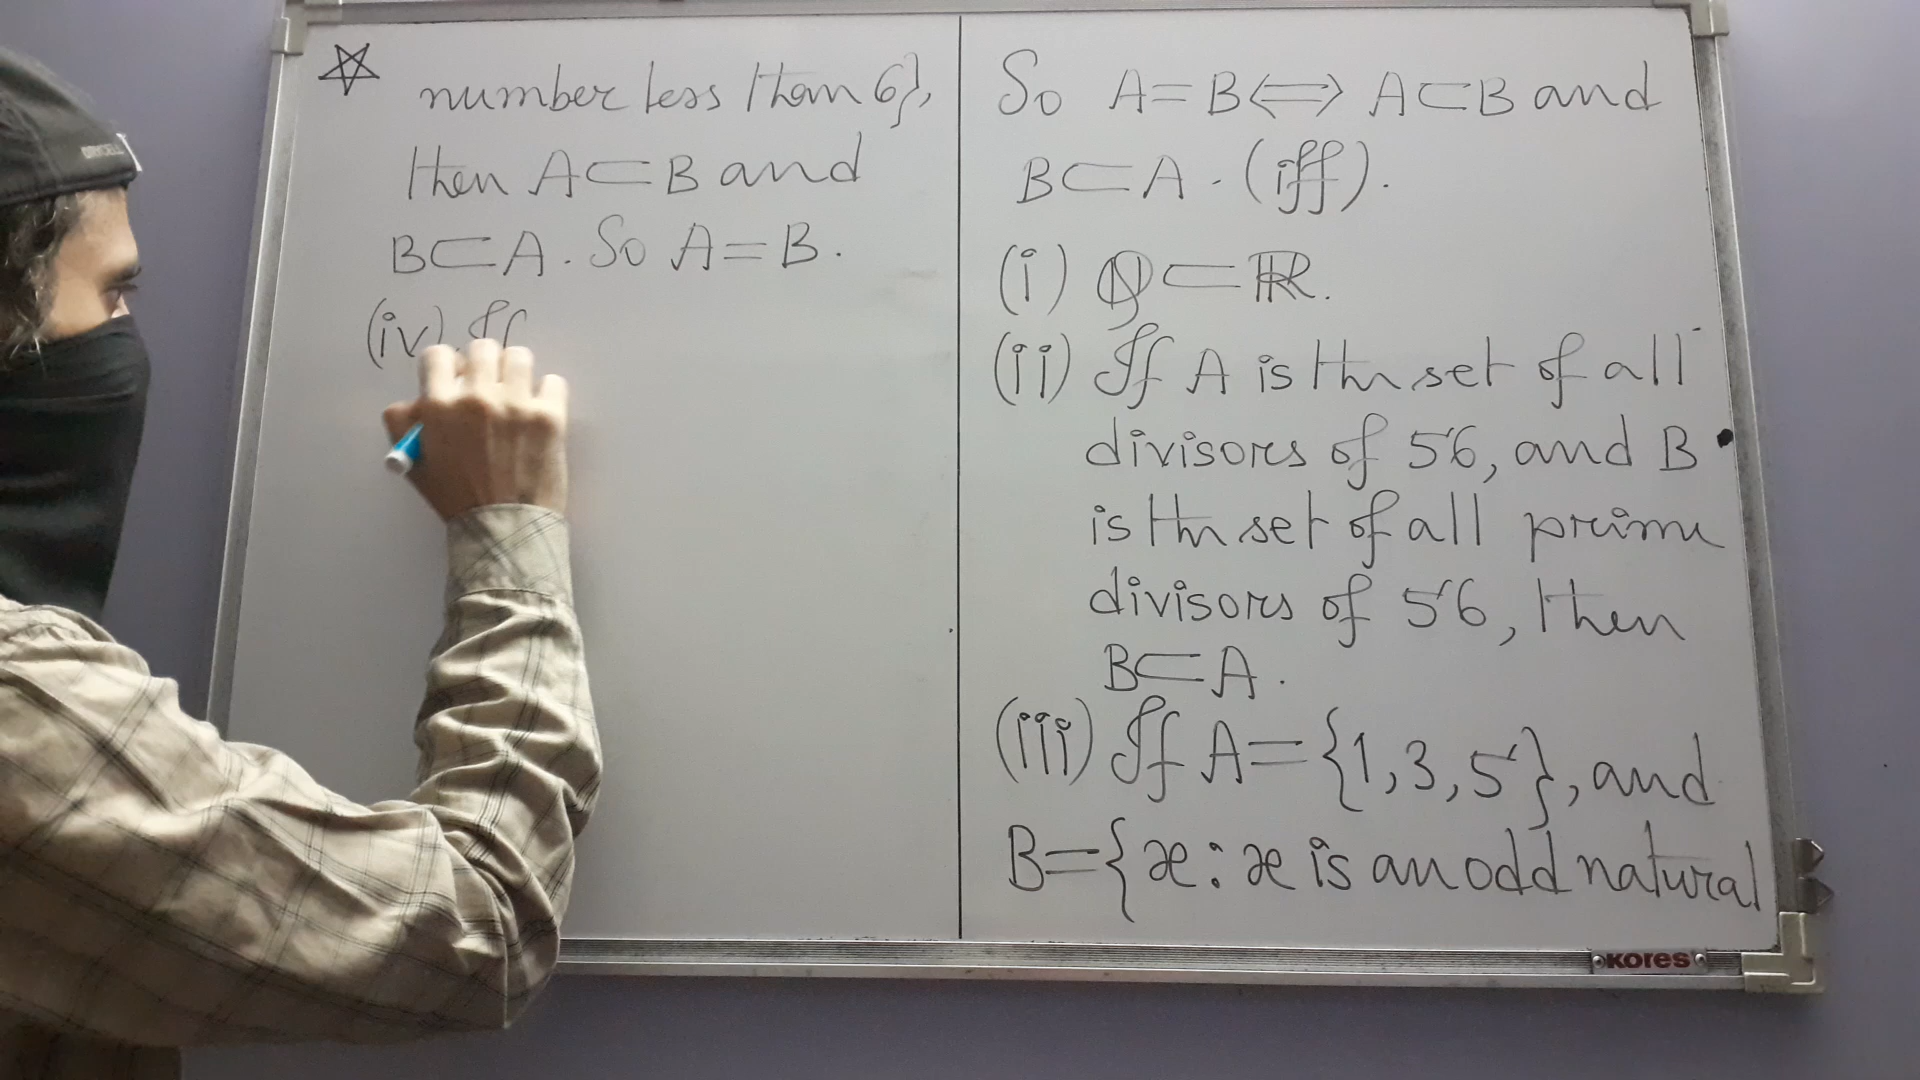 number less than 6},
then A⊂B and
B⊂A. So A=B.
(iv) If
So A=B⟺A⊂B and
B⊂A. (iff).
(i) ℚ⊂ℝ.
(ii) If A is the set of all
divisors of 56, and B
is the set of all prime
divisors of 56, then
B⊂A.
(iii) If A={1,3,5}, and
B={x:x is an odd natural
kores